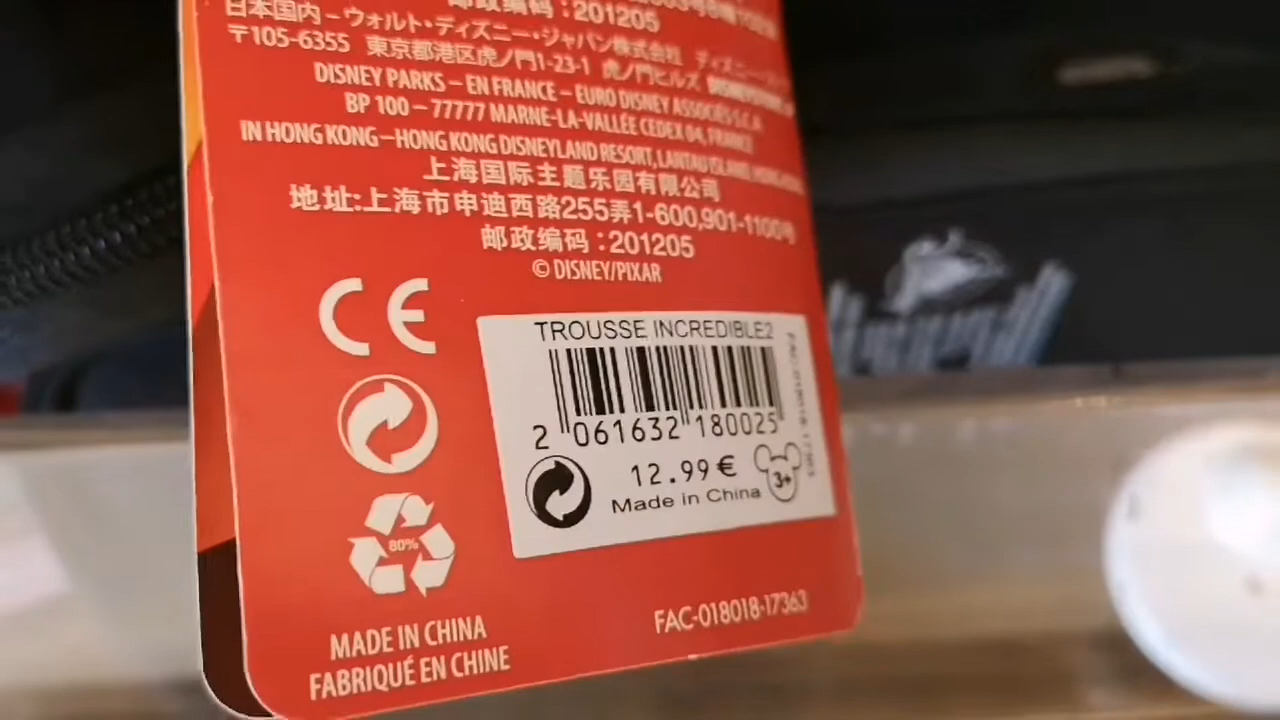 邮政编码:201205
日本国内-ウォルト・ディズニー・ジャパン株式会社
〒105-6355 東京都港区虎ノ門1-23-1 虎ノ門ヒルズ
DISNEY PARKS – EN FRANCE – EURO DISNEY ASSOCIÉS S.C.A.
BP 100 – 77777 MARNE-LA-VALLÉE CEDEX 04, FRANCE
IN HONG KONG–HONG KONG DISNEYLAND RESORT, LANTAU ISLAND
上海国际主题乐园有限公司
地址:上海市申迪西路255弄1-600,901-1100号
邮政编码:201205
© DISNEY/PIXAR
CE
TROUSSE INCREDIBLE2
2 061632 180025
12.99€
3+
Made in China
80%
FAC-018018-17363
MADE IN CHINA
FABRIQUÉ EN CHINE